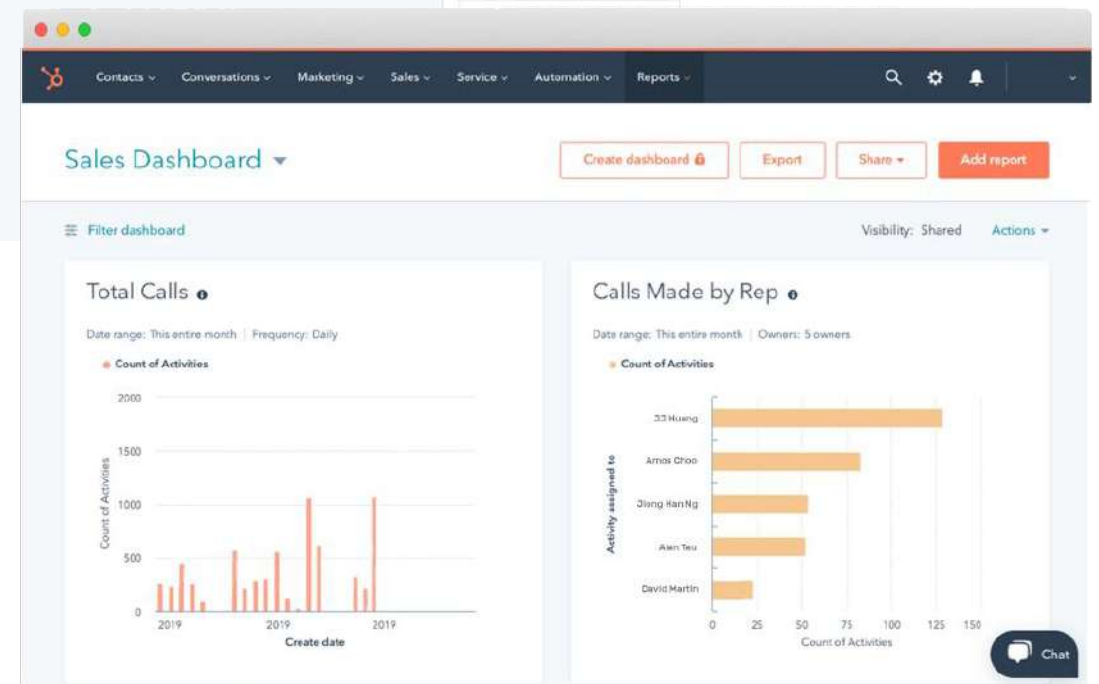 Contacts Conversations Marketing Sales Service Automation Reports
Sales Dashboard
Create dashboard Export Share Add report
Filter dashboard
Visibility: Shared Actions
Total Calls
Date range: This entire month | Frequency: Daily
Count of Activities
2000
1500
1000
500
0
Count of Activities
2019 2019 2019
Create date
Calls Made by Rep
Date range: This entire month | Owners: 5 owners
Count of Activities
Activity assigned to
JJ Huang
Amos Choo
Jiong Han Ng
Alen Teu
David Martin
0 25 50 75 100 125 150
Count of Activities
Chat